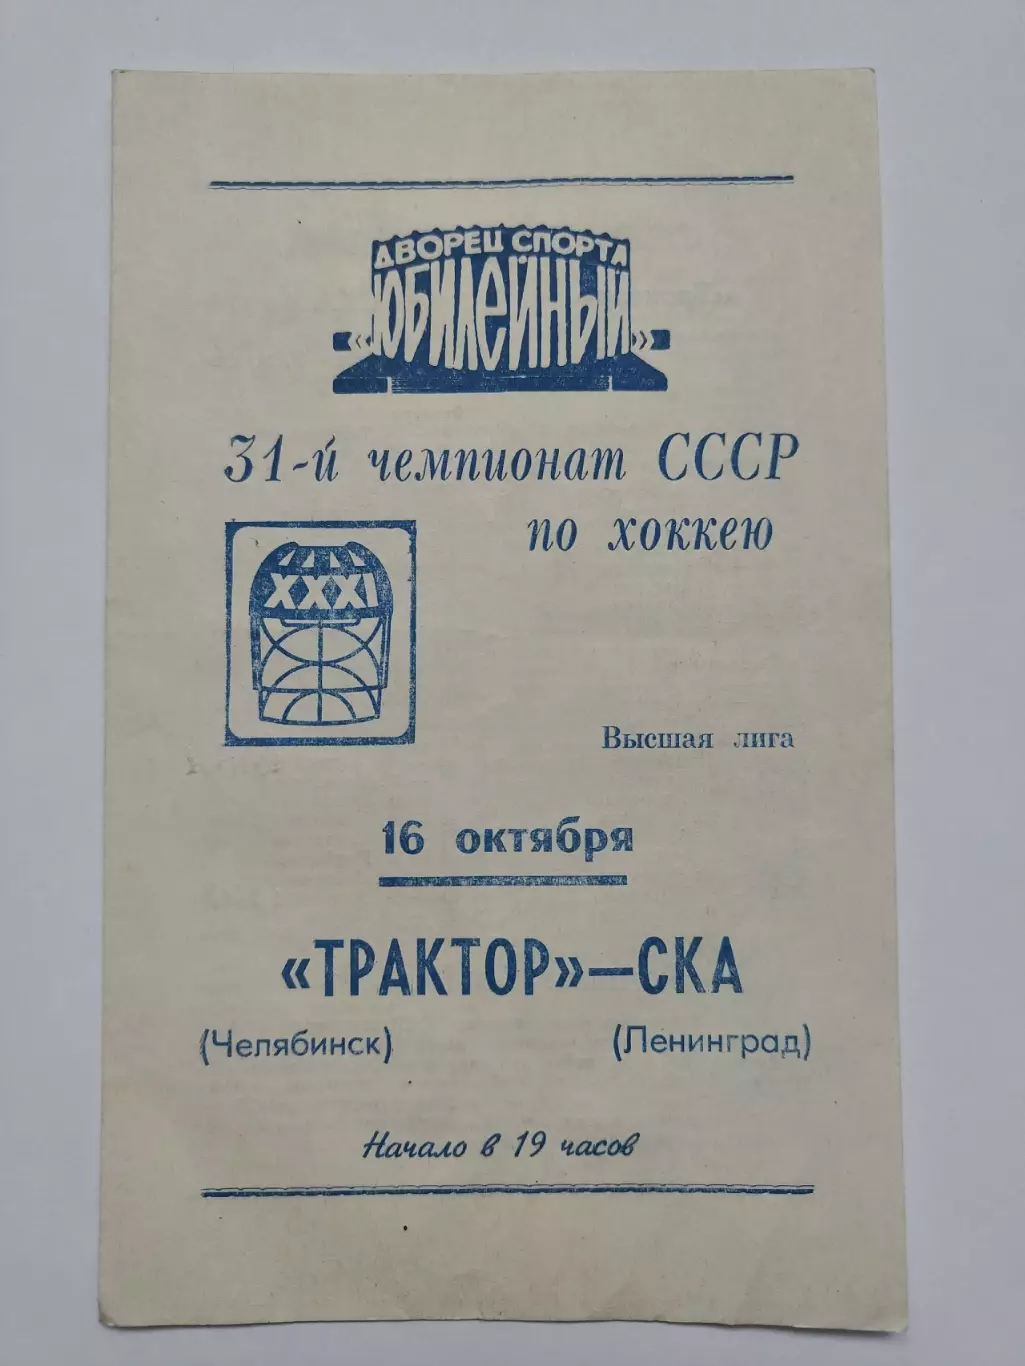 ДВОРЕЦ СПОРТА
«ЮБИЛЕЙНЫЙ»
31-й чемпионат СССР
по хоккею
XXXI
Высшая лига
16 октября
«ТРАКТОР»—СКА
(Челябинск) (Ленинград)
Начало в 19 часов